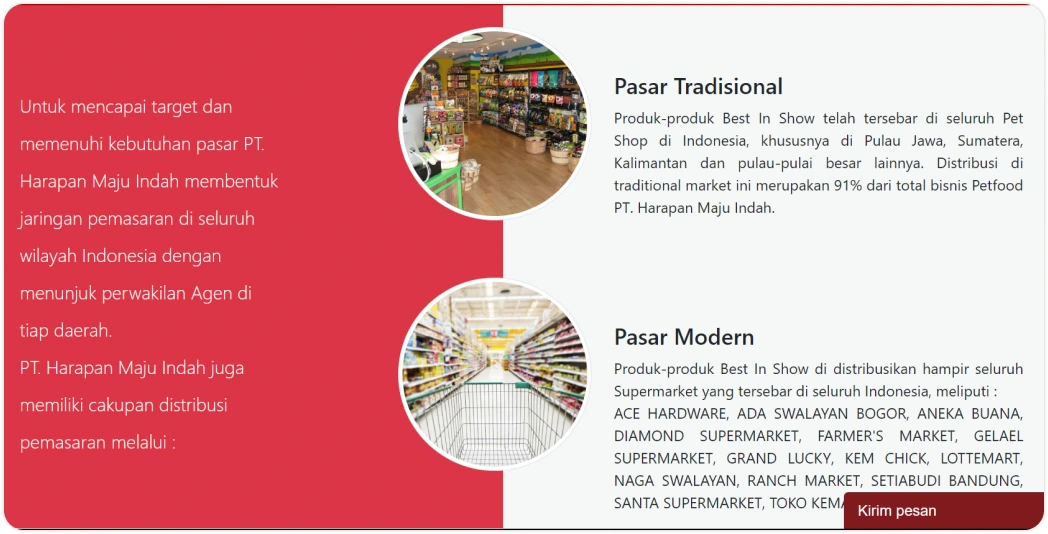 Untuk mencapai target dan
memenuhi kebutuhan pasar PT.
Harapan Maju Indah membentuk
jaringan pemasaran di seluruh
wilayah Indonesia dengan
menunjuk perwakilan Agen di
tiap daerah.
PT. Harapan Maju Indah juga
memiliki cakupan distribusi
pemasaran melalui :
Pasar Tradisional
Produk-produk Best In Show telah tersebar di seluruh Pet
Shop di Indonesia, khususnya di Pulau Jawa, Sumatera,
Kalimantan dan pulau-pulai besar lainnya. Distribusi di
traditional market ini merupakan 91% dari total bisnis Petfood
PT. Harapan Maju Indah.
Pasar Modern
Produk-produk Best In Show di distribusikan hampir seluruh
Supermarket yang tersebar di seluruh Indonesia, meliputi :
ACE HARDWARE, ADA SWALAYAN BOGOR, ANEKA BUANA,
DIAMOND SUPERMARKET, FARMER'S MARKET, GELAEL
SUPERMARKET, GRAND LUCKY, KEM CHICK, LOTTEMART,
NAGA SWALAYAN, RANCH MARKET, SETIABUDI BANDUNG,
SANTA SUPERMARKET, TOKO
Kirim pesan